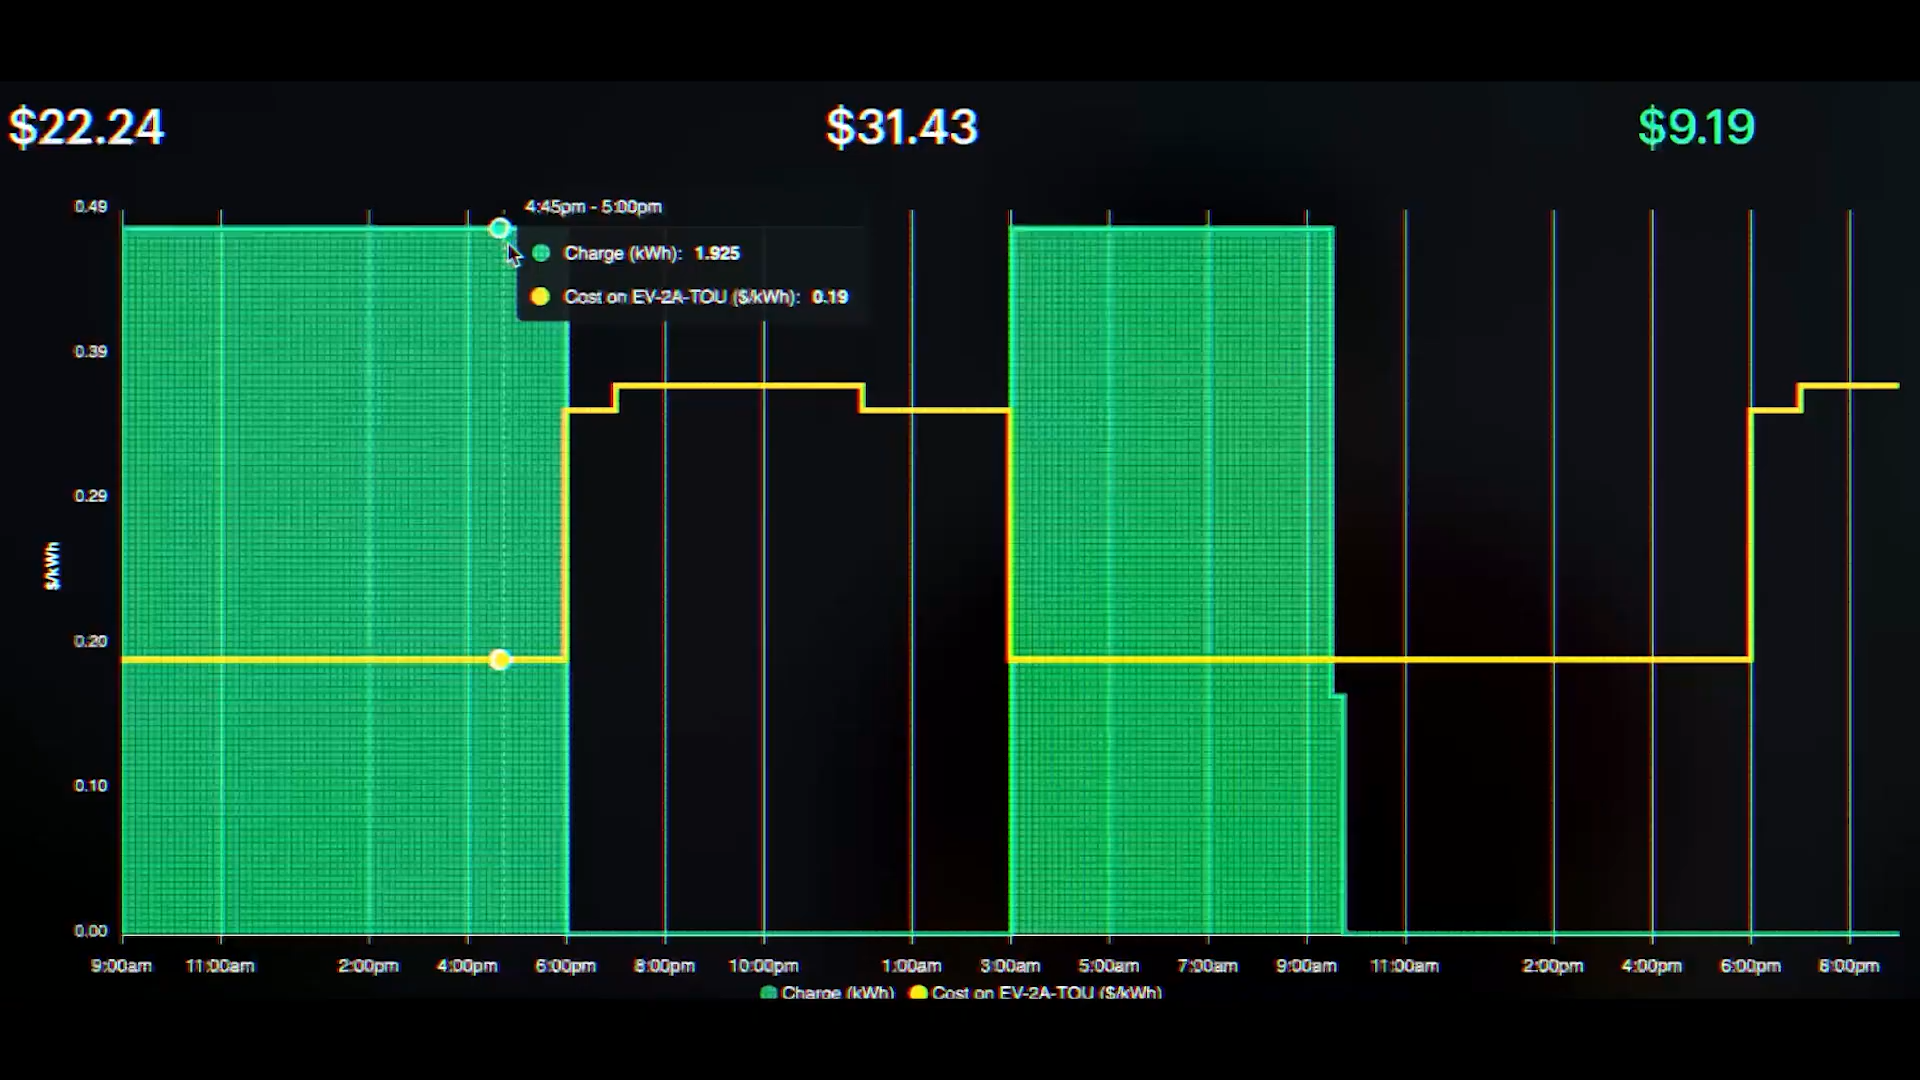 $22.24
$31.43
$9.19
0.49
4:45pm - 5:00pm
Charge (kWh): 1.925
Cost on EV-2A-TOU ($/kWh): 0.19
0.39
0.29
$/kWh
0.20
0.10
0.00
9:00am 11:00am 2:00pm 4:00pm 6:00pm 8:00pm 10:00pm 1:00am 3:00am 5:00am 7:00am 9:00am 11:00am 2:00pm 4:00pm 6:00pm 8:00pm
Charge (kWh) Cost on EV-2A-TOU ($/kWh)